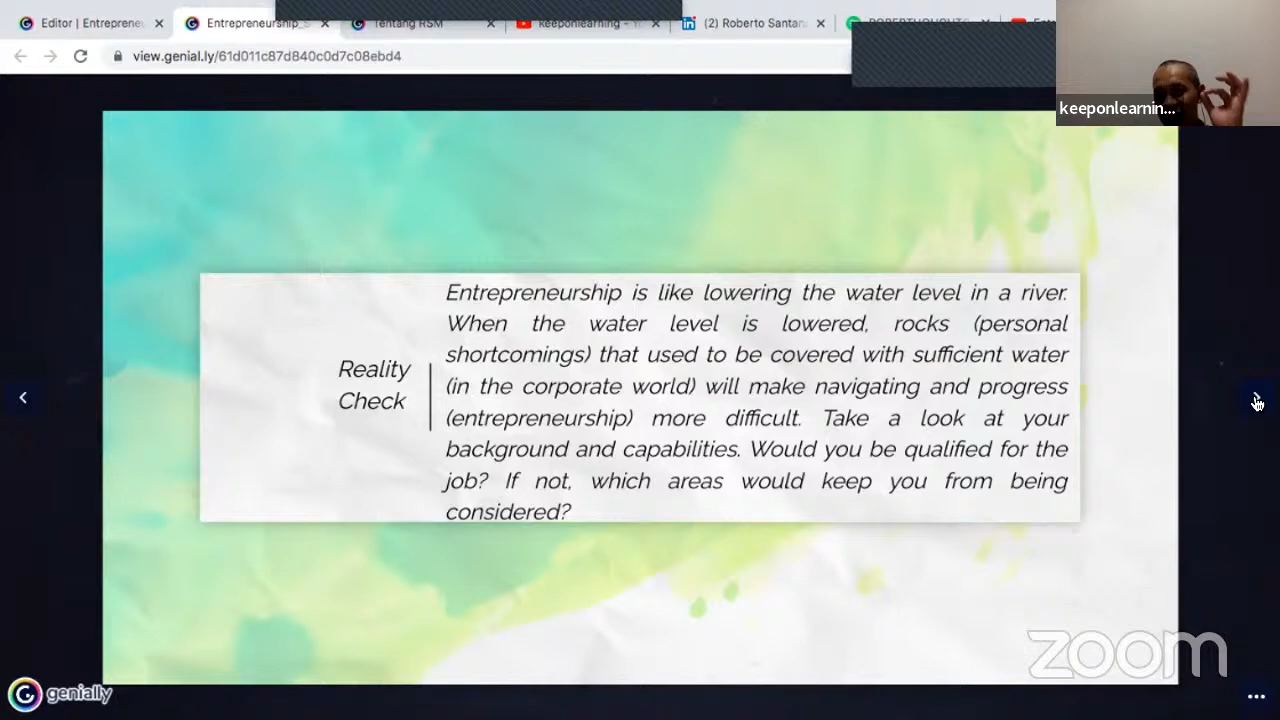 Editor | Entrepreneu
Entrepreneurship_S
Tentang RSM
keeponlearning - Yo
(2) Roberto Santan
view.genial.ly/61d011c87d840c0d7c08ebd4
keeponlearnin...
Reality
Check
Entrepreneurship is like lowering the water level in a river.
When the water level is lowered, rocks (personal
shortcomings) that used to be covered with sufficient water
(in the corporate world) will make navigating and progress
(entrepreneurship) more difficult. Take a look at your
background and capabilities. Would you be qualified for the
job? If not, which areas would keep you from being
considered?
zoom
genially